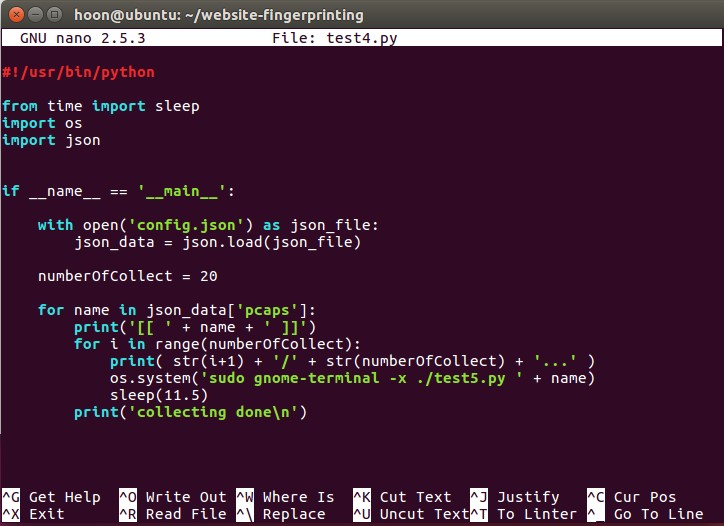 hoon@ubuntu: ~/website-fingerprinting
GNU nano 2.5.3 File: test4.py
#!/usr/bin/python
from time import sleep
import os
import json
if __name__ == '__main__':
    with open('config.json') as json_file:
        json_data = json.load(json_file)
    numberOfCollect = 20
    for name in json_data['pcaps']:
        print('[[ ' + name + ' ]]')
        for i in range(numberOfCollect):
            print( str(i+1) + '/' + str(numberOfCollect) + '...' )
            os.system('sudo gnome-terminal -x ./test5.py ' + name)
            sleep(11.5)
        print('collecting done\n')
^G Get Help ^O Write Out ^W Where Is ^K Cut Text ^J Justify ^C Cur Pos
^X Exit ^R Read File ^\ Replace ^U Uncut Text ^T To Linter ^_ Go To Line